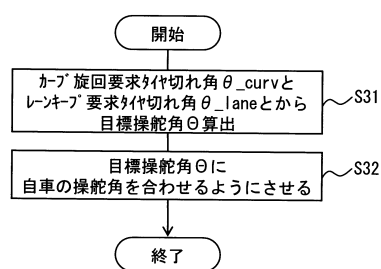 開始
ｶｰﾌﾞ旋回要求ﾀｲﾔ切れ角θ_curvと
ﾚｰﾝｷｰﾌﾟ要求ﾀｲﾔ切れ角θ_laneとから
目標操舵角Θ算出
S31
目標操舵角Θに
自車の操舵角を合わせるようにさせる
S32
終了